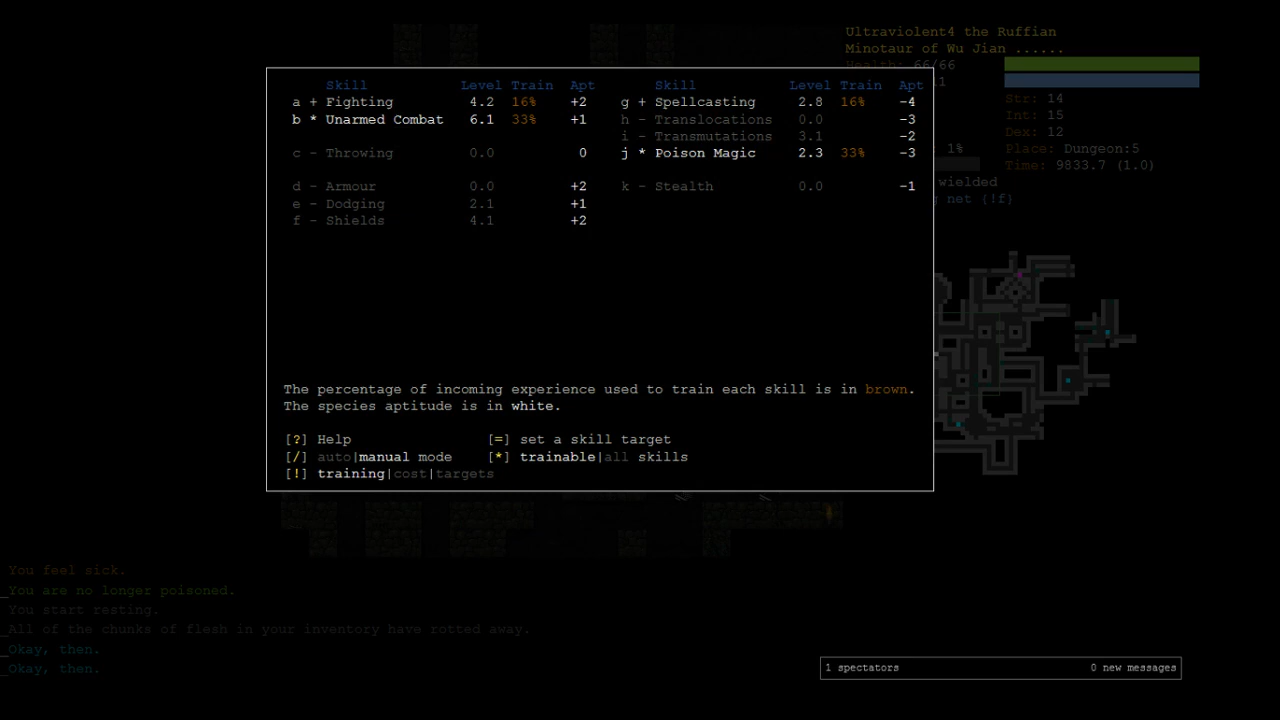 Ultraviolent4 the Ruffian
Minotaur of Wu Jian ......
Health: 66/66
Str: 14
Int: 15
Dex: 12
1% Place: Dungeon:5
Time: 9833.7 (1.0)
wielded
net {!f}
Skill Level Train Apt Skill Level Train Apt
a + Fighting 4.2 16% +2 g + Spellcasting 2.8 16% -4
b * Unarmed Combat 6.1 33% +1 h - Translocations 0.0 -3
i - Transmutations 3.1 -2
c - Throwing 0.0 0 j * Poison Magic 2.3 33% -3
d - Armour 0.0 +2 k - Stealth 0.0 -1
e - Dodging 2.1 +1
f - Shields 4.1 +2
The percentage of incoming experience used to train each skill is in brown.
The species aptitude is in white.
[?] Help [=] set a skill target
[/] auto|manual mode [*] trainable|all skills
[!] training|cost|targets
You feel sick.
_You are no longer poisoned.
You start resting.
_All of the chunks of flesh in your inventory have rotted away.
_Okay, then.
_Okay, then.
1 spectators 0 new messages